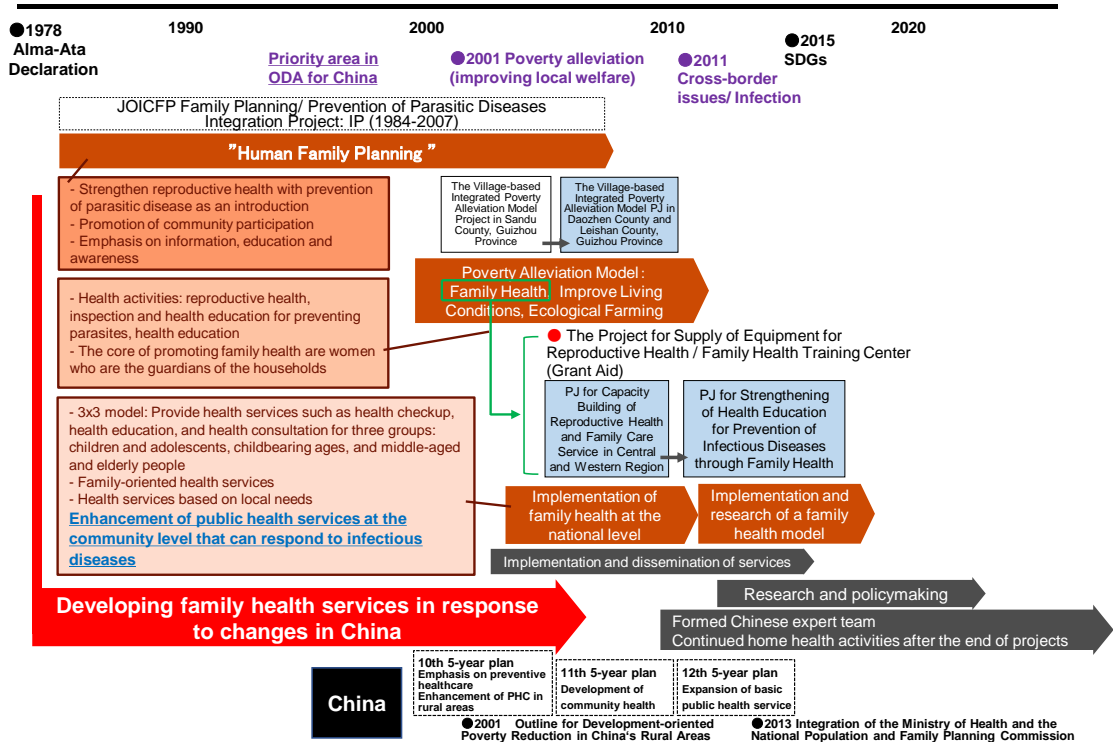 1990
2000
2010
2020
●1978
Alma-Ata
Declaration
Priority area in
ODA for China
●2001 Poverty alleviation
(improving local welfare)
●2011
Cross-border
issues/ Infection
●2015
SDGs
JOICFP Family Planning/ Prevention of Parasitic Diseases
Integration Project: IP (1984-2007)
”Human Family Planning ”
- Strengthen reproductive health with prevention
of parasitic disease as an introduction
- Promotion of community participation
- Emphasis on information, education and
awareness
The Village-based
Integrated Poverty
Alleviation Model
Project in Sandu
County, Guizhou
Province
The Village-based
Integrated Poverty
Alleviation Model PJ in
Daozhen County and
Leishan County,
Guizhou Province
Poverty Alleviation Model :
Family Health, Improve Living
Conditions, Ecological Farming
- Health activities: reproductive health,
inspection and health education for preventing
parasites, health education
- The core of promoting family health are women
who are the guardians of the households
● The Project for Supply of Equipment for
Reproductive Health / Family Health Training Center
(Grant Aid)
PJ for Capacity
Building of
Reproductive Health
and Family Care
Service in Central
and Western Region
PJ for Strengthening
of Health Education
for Prevention of
Infectious Diseases
through Family Health
- 3x3 model: Provide health services such as health checkup,
health education, and health consultation for three groups:
children and adolescents, childbearing ages, and middle-aged
and elderly people
- Family-oriented health services
- Health services based on local needs
Enhancement of public health services at the
community level that can respond to infectious
diseases
Implementation of
family health at the
national level
Implementation and
research of a family
health model
Implementation and dissemination of services
Research and policymaking
Developing family health services in response
to changes in China
Formed Chinese expert team
Continued home health activities after the end of projects
China
10th 5-year plan
Emphasis on preventive
healthcare
Enhancement of PHC in
rural areas
11th 5-year plan
Development of
community health
12th 5-year plan
Expansion of basic
public health service
●2001 Outline for Development-oriented
Poverty Reduction in China's Rural Areas
●2013 Integration of the Ministry of Health and the
National Population and Family Planning Commission